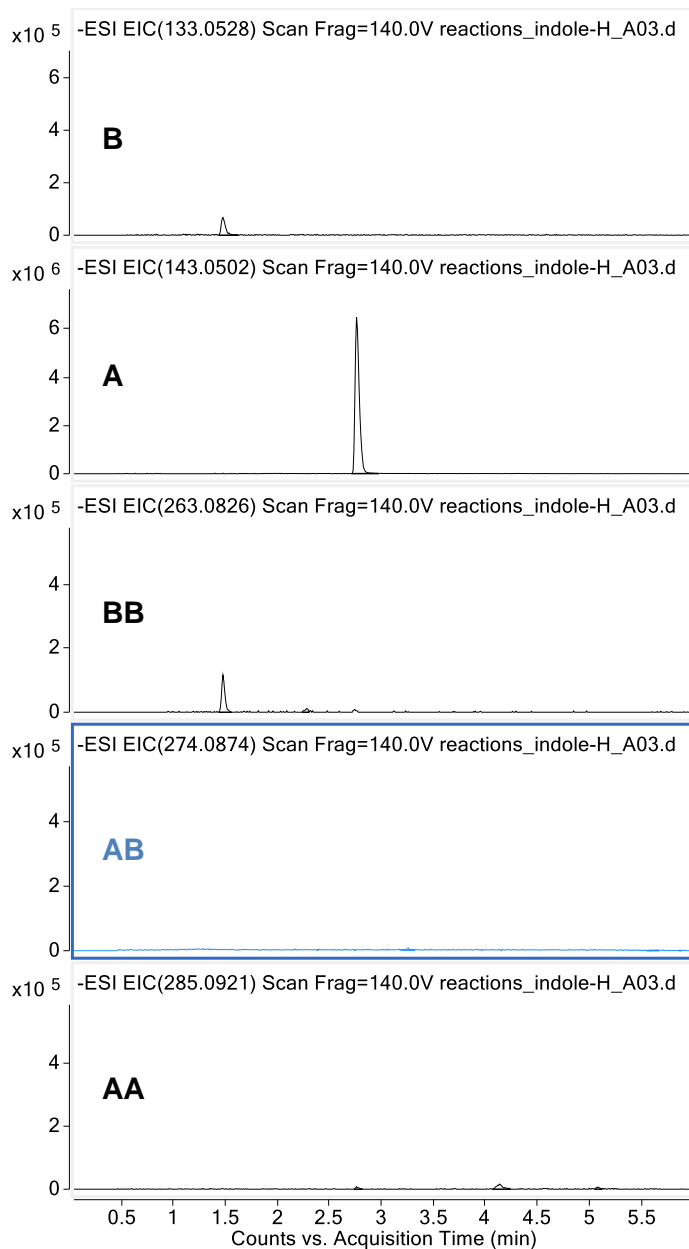 x10 5 -ESI EIC(133.0528) Scan Frag=140.0V reactions_indole-H_A03.d
6
4
B
2
0
x10 6 -ESI EIC(143.0502) Scan Frag=140.0V reactions_indole-H_A03.d
6
4
A
2
0
x10 5 -ESI EIC(263.0826) Scan Frag=140.0V reactions_indole-H_A03.d
4
BB
2
0
x10 5 -ESI EIC(274.0874) Scan Frag=140.0V reactions_indole-H_A03.d
4
AB
2
0
x10 5 -ESI EIC(285.0921) Scan Frag=140.0V reactions_indole-H_A03.d
4
AA
2
0
0.5 1 1.5 2 2.5 3 3.5 4 4.5 5 5.5
Counts vs. Acquisition Time (min)